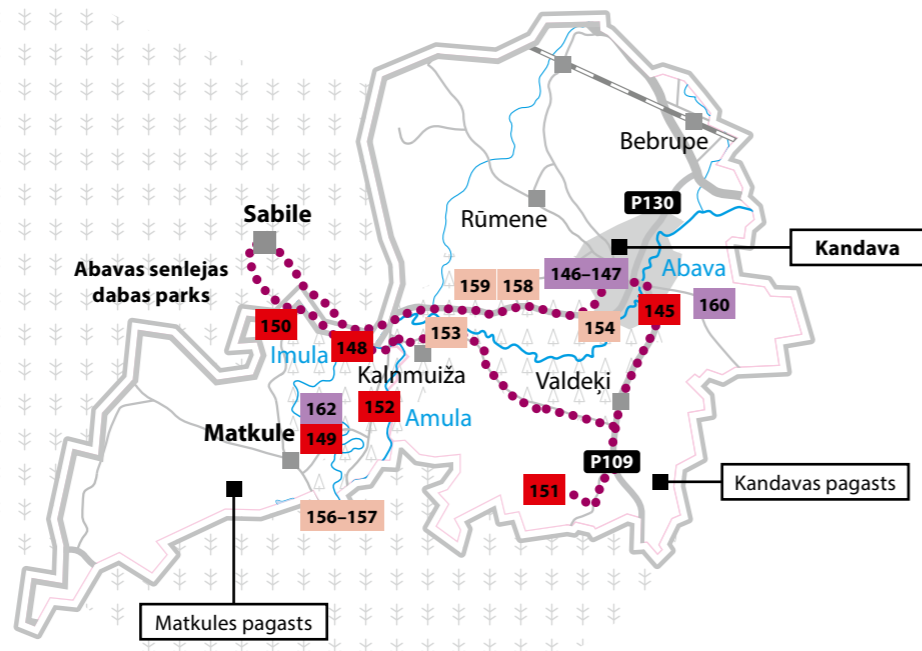 Bebrupe
Rūmene
P130
Sabile
Kandava
Abavas senlejas
dabas parks
146–147
Abava
159
158
145
160
150
154
153
Imula
148
Kalnmuiža
Valdeķi
162
152
Amula
Matkule
149
P109
151
Kandavas pagasts
156–157
Matkules pagasts